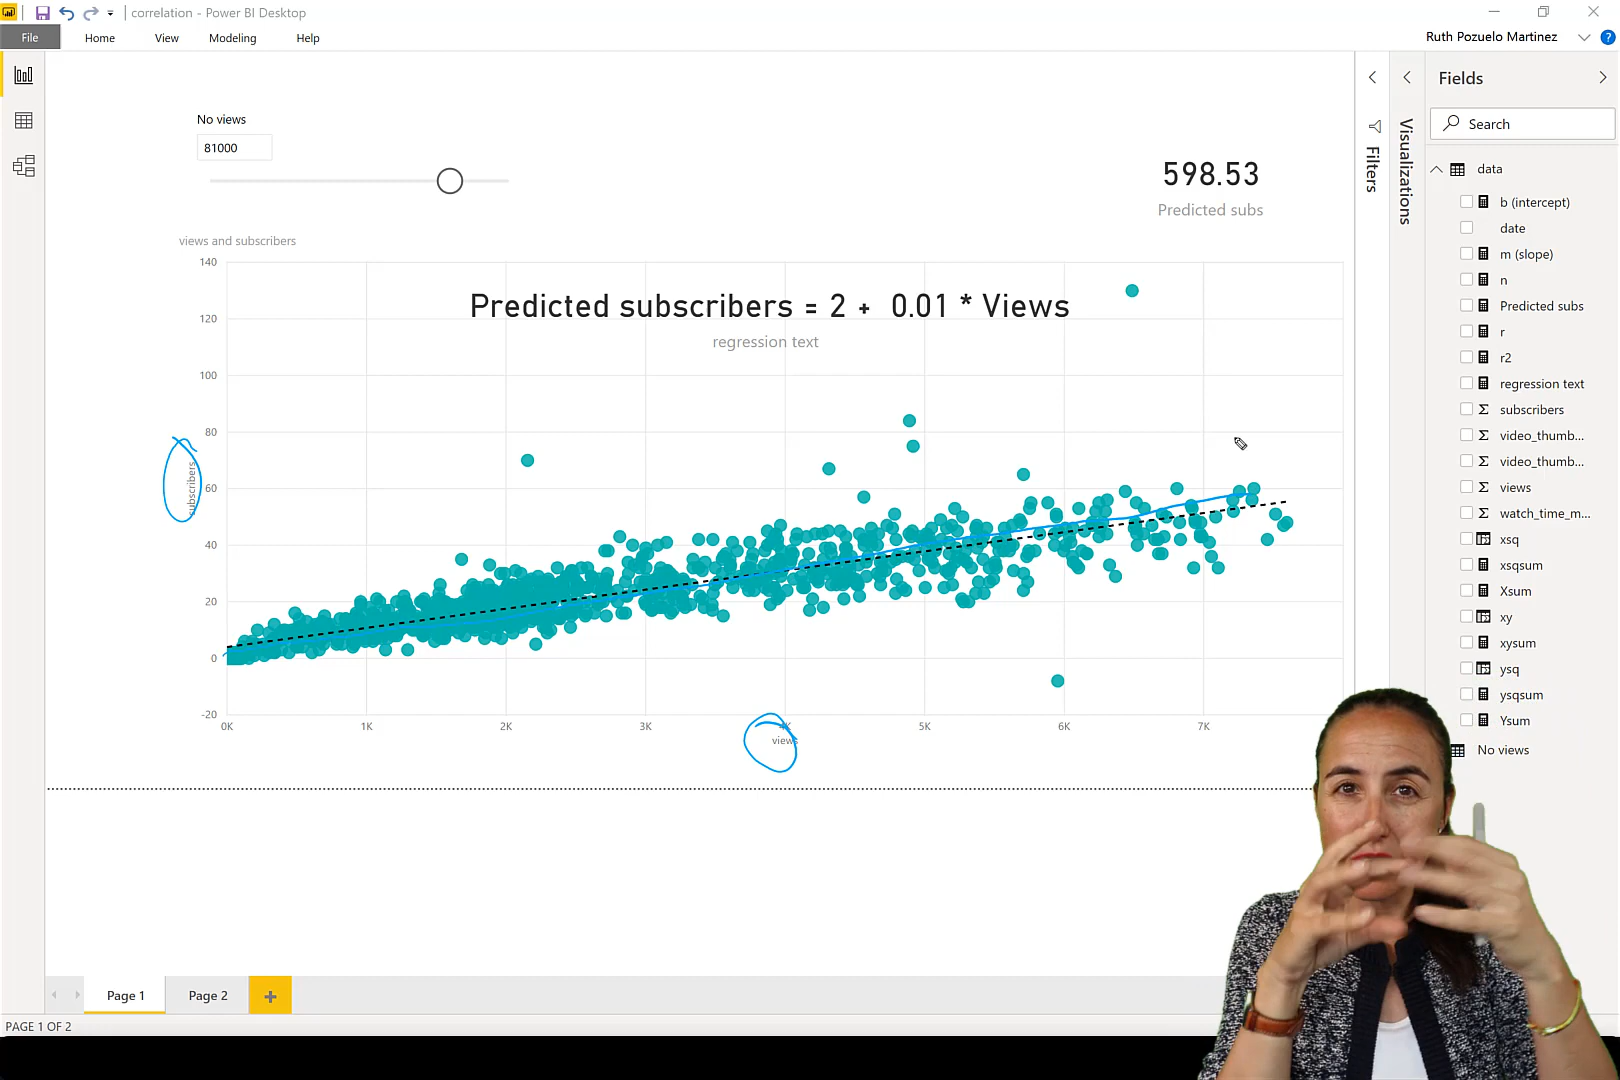 correlation - Power BI Desktop
File Home View Modeling Help
Ruth Pozuelo Martinez ?
No views
81000
598.53
Predicted subs
views and subscribers
Predicted subscribers = 2 + 0.01 * Views
regression text
subscribers
140
120
100
80
60
40
20
0
-20
0K 1K 2K 3K 4K 5K 6K 7K
views
Filters
Visualizations
Fields
Search
data
b (intercept)
date
m (slope)
n
Predicted subs
r
r2
regression text
subscribers
video_thumb...
video_thumb...
views
watch_time_m...
xsq
xsqsum
Xsum
xy
xysum
ysq
ysqsum
Ysum
No views
Page 1 Page 2 +
PAGE 1 OF 2